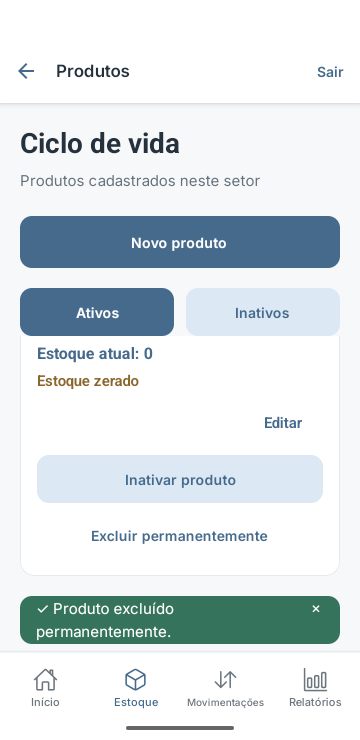 Produtos
Sair
Ciclo de vida
Produtos cadastrados neste setor
Novo produto
Ativos
Inativos
Estoque atual: 0
Estoque zerado
Editar
Inativar produto
Excluir permanentemente
✓ Produto excluído
permanentemente.
×
Início
Estoque
Movimentações
Relatórios